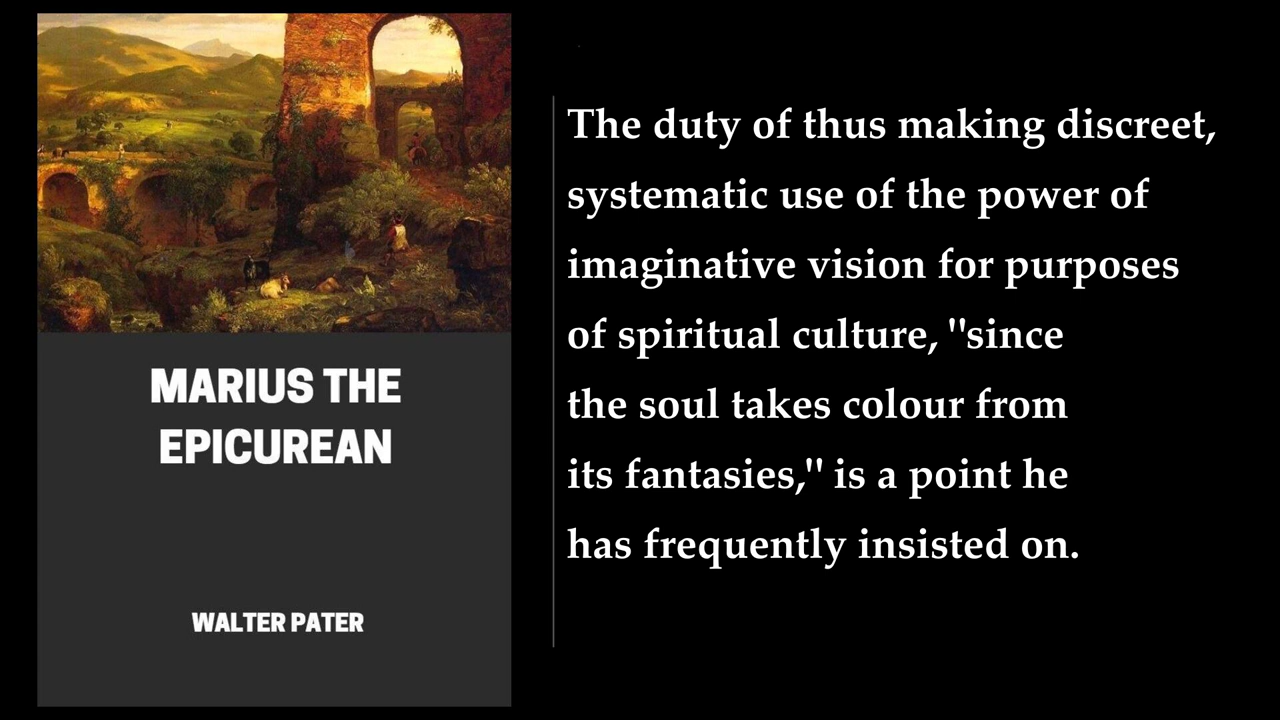 MARIUS THE
EPICUREAN
WALTER PATER
The duty of thus making discreet,
systematic use of the power of
imaginative vision for purposes
of spiritual culture, "since
the soul takes colour from
its fantasies," is a point he
has frequently insisted on.